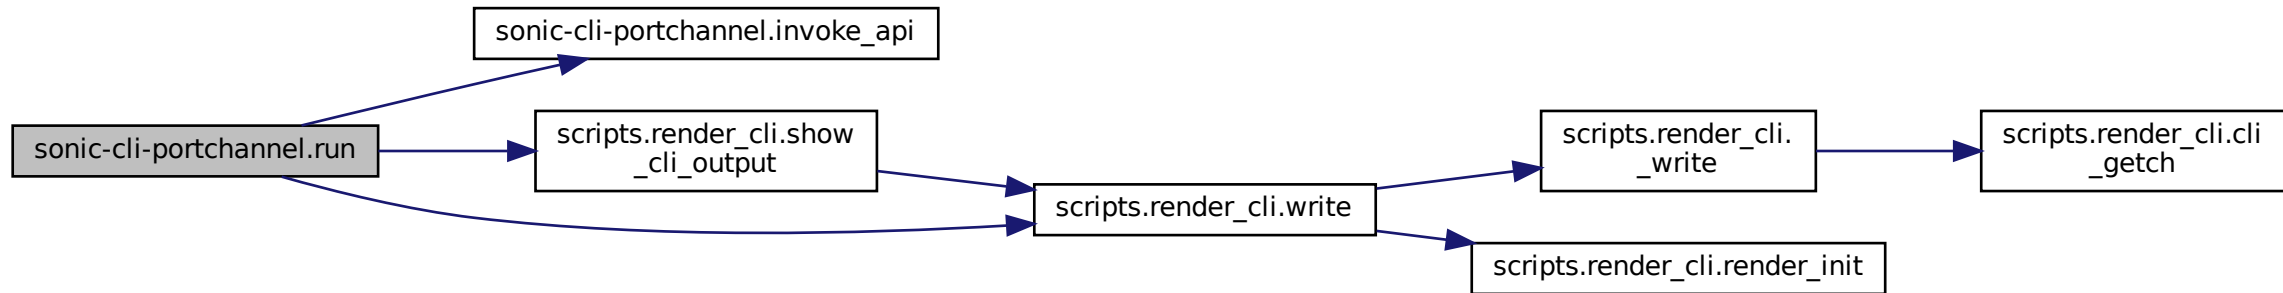 sonic-cli-portchannel.run
sonic-cli-portchannel.invoke_api
scripts.render_cli.show
_cli_output
scripts.render_cli.write
scripts.render_cli.
_write
scripts.render_cli.cli
_getch
scripts.render_cli.render_init